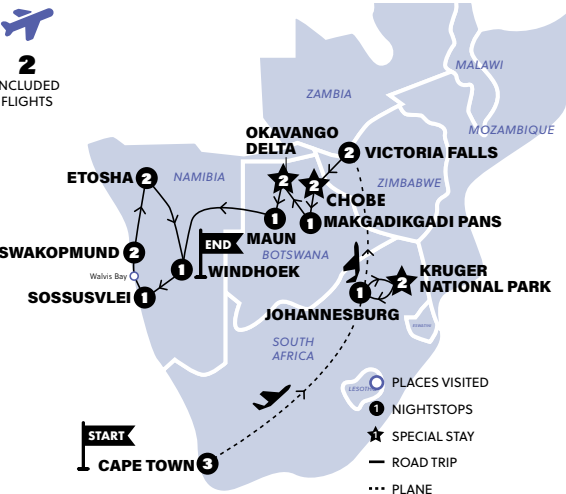 2
INCLUDED
FLIGHTS
MALAWI
ZAMBIA
MOZAMBIQUE
OKAVANGO
DELTA
2
2
VICTORIA FALLS
ETOSHA
2
NAMIBIA
2
ZIMBABWE
CHOBE
1
MAUN
1
MAKGADIKGADI PANS
SWAKOPMUND
2
END
BOTSWANA
Walvis Bay
1
WINDHOEK
SOSSUSVLEI
1
1
2
KRUGER
NATIONAL PARK
JOHANNESBURG
SOUTH
AFRICA
LESOTHO
PLACES VISITED
1
NIGHTSTOPS
SPECIAL STAY
START
CAPE TOWN
3
ROAD TRIP
PLANE